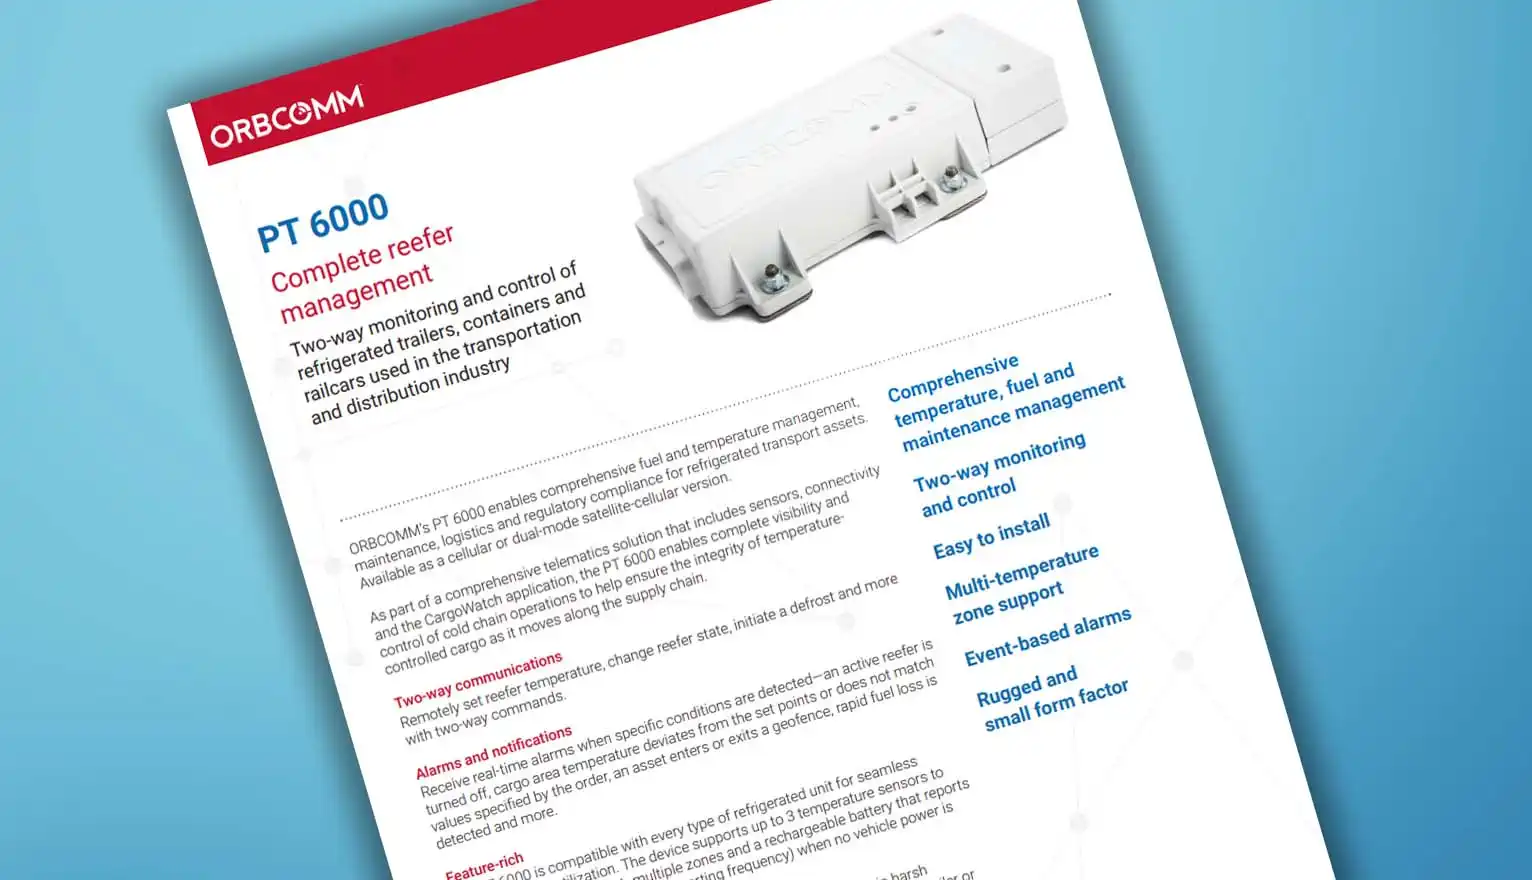 ORBCOMM
ORBCOMM
PT 6000
Complete reefer
management
Two-way monitoring and control of
refrigerated trailers, containers and
railcars used in the transportation
and distribution industry
ORBCOMM's PT 6000 enables comprehensive fuel and temperature management,
maintenance, logistics and regulatory compliance for refrigerated transport assets.
Available as a cellular or dual-mode satellite-cellular version.
As part of a comprehensive telematics solution that includes sensors, connectivity
and the CargoWatch application, the PT 6000 enables complete visibility and
control of cold chain operations to help ensure the integrity of temperature-
controlled cargo as it moves along the supply chain.
Two-way communications
Remotely set reefer temperature, change reefer state, initiate a defrost and more
with two-way commands.
Alarms and notifications
Receive real-time alarms when specific conditions are detected—an active reefer is
turned off, cargo area temperature deviates from the set points or does not match
values specified by the order, an asset enters or exits a geofence, rapid fuel loss is
detected and more.
Feature-rich
6000 is compatible with every type of refrigerated unit for seamless
The device supports up to 3 temperature sensors to
multiple zones and a rechargeable battery that reports
frequency) when no vehicle power is
harsh
or
Comprehensive
temperature, fuel and
maintenance management
Two-way monitoring
and control
Easy to install
Multi-temperature
zone support
Event-based alarms
Rugged and
small form factor